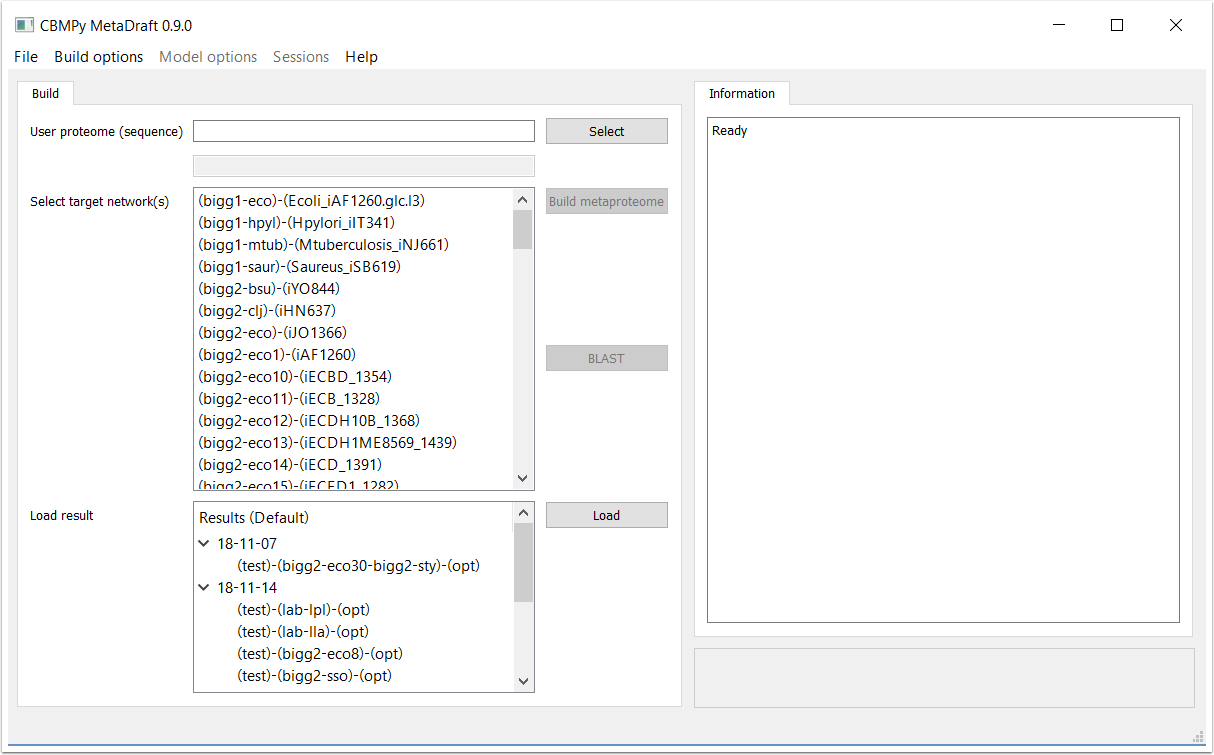 CBMPy MetaDraft 0.9.0
File Build options Model options Sessions Help
Build
User proteome (sequence)
Select
Select target network(s)
(bigg1-eco)-(Ecoli_iAF1260.glc.l3)
(bigg1-hpyl)-(Hpylori_iIT341)
(bigg1-mtub)-(Mtuberculosis_iNJ661)
(bigg1-saur)-(Saureus_iSB619)
(bigg2-bsu)-(iYO844)
(bigg2-clj)-(iHN637)
(bigg2-eco)-(iJO1366)
(bigg2-eco1)-(iAF1260)
(bigg2-eco10)-(iECBD_1354)
(bigg2-eco11)-(iECB_1328)
(bigg2-eco12)-(iECDH10B_1368)
(bigg2-eco13)-(iECDH1ME8569_1439)
(bigg2-eco14)-(iECD_1391)
(bigg2-eco15)-(iECED1_1282)
Build metaproteome
BLAST
Load result
Results (Default)
18-11-07
(test)-(bigg2-eco30-bigg2-sty)-(opt)
18-11-14
(test)-(lab-lpl)-(opt)
(test)-(lab-lla)-(opt)
(test)-(bigg2-eco8)-(opt)
(test)-(bigg2-sso)-(opt)
Load
Information
Ready